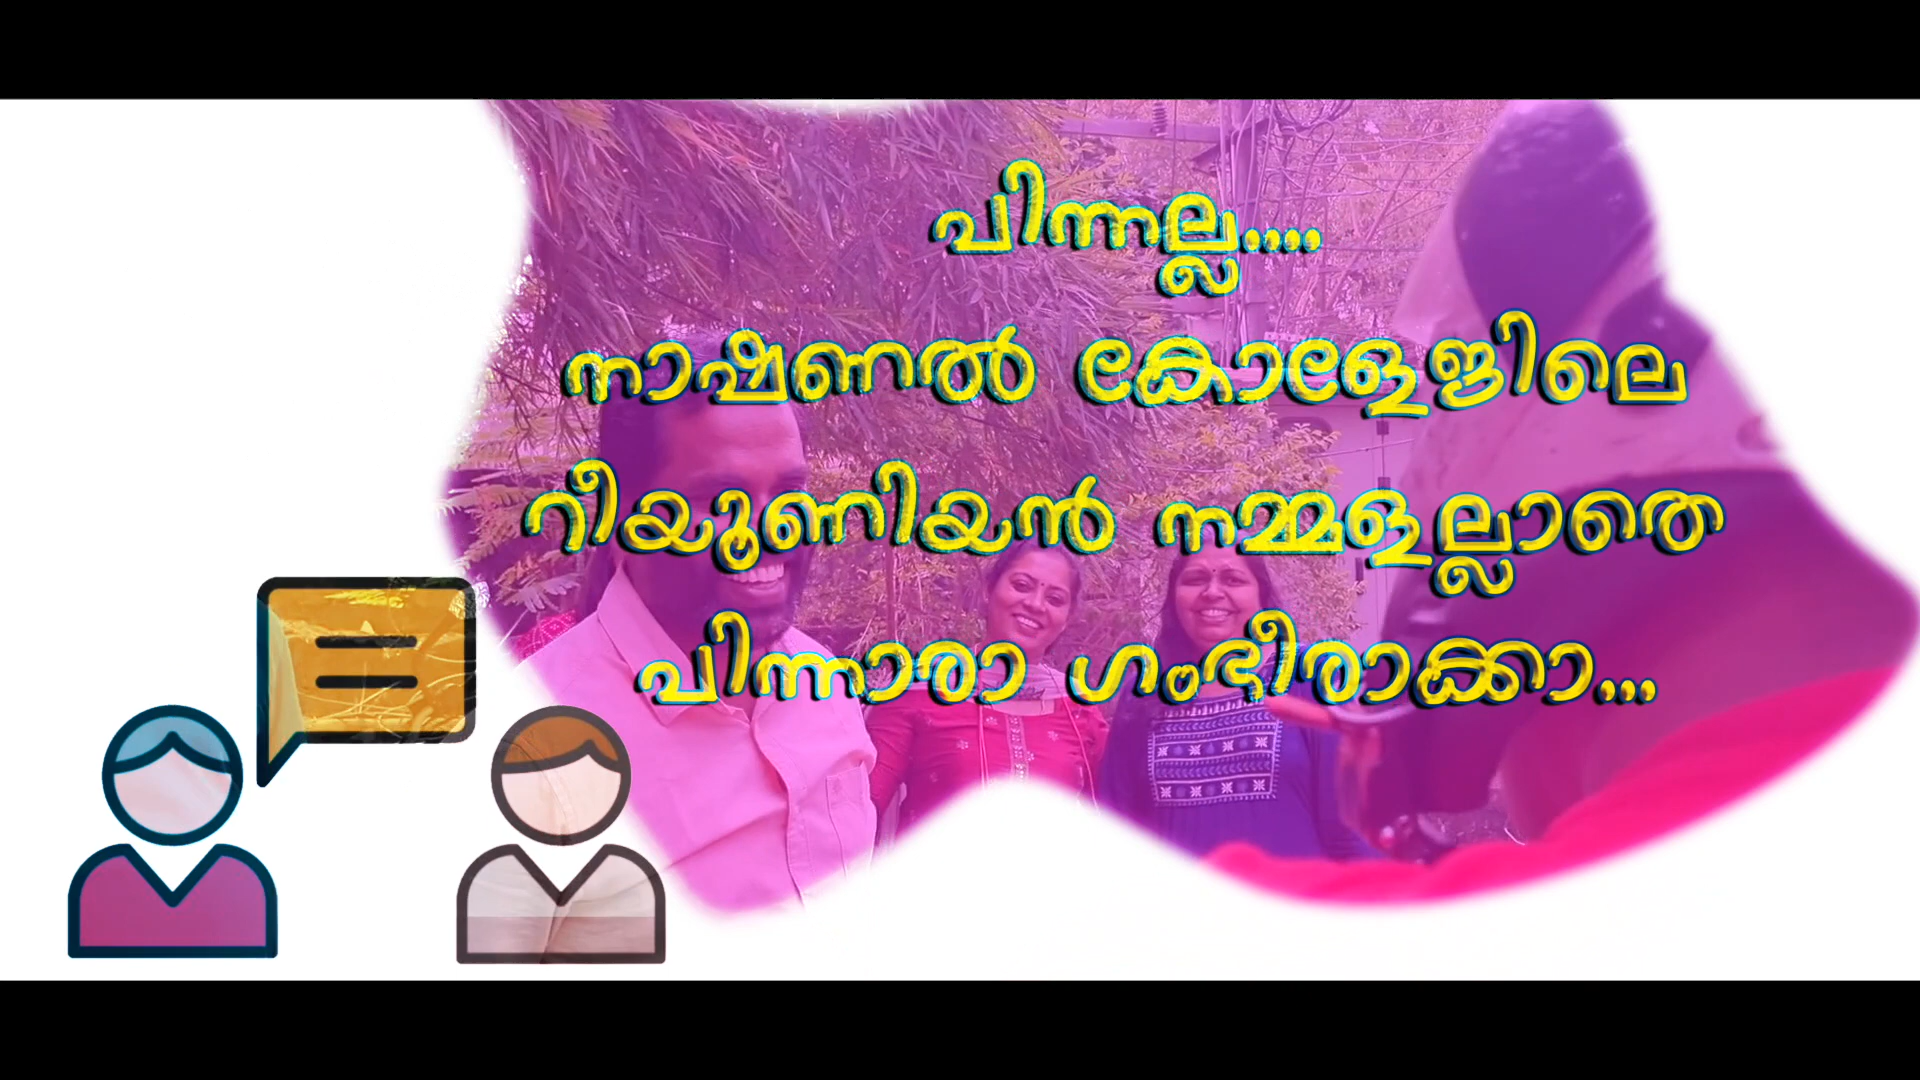 പിന്നല്ല....
നാഷണൽ കോളേജിലെ
റീയൂണിയൻ നമ്മളല്ലാതെ
പിന്നാരാ ഗംഭീരാക്കാ...